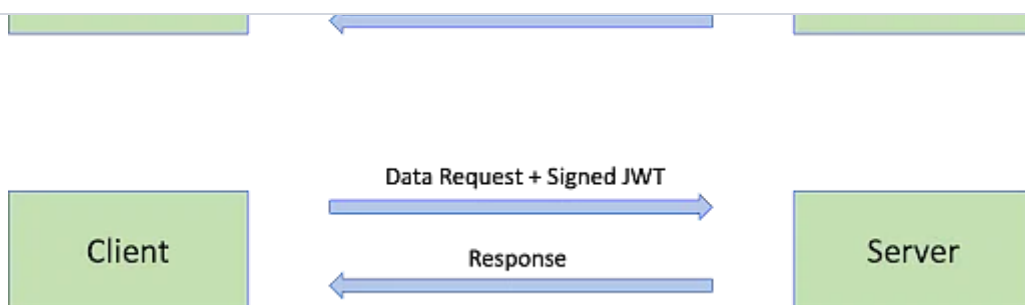 Data Request + Signed JWT
Client
Server
Response